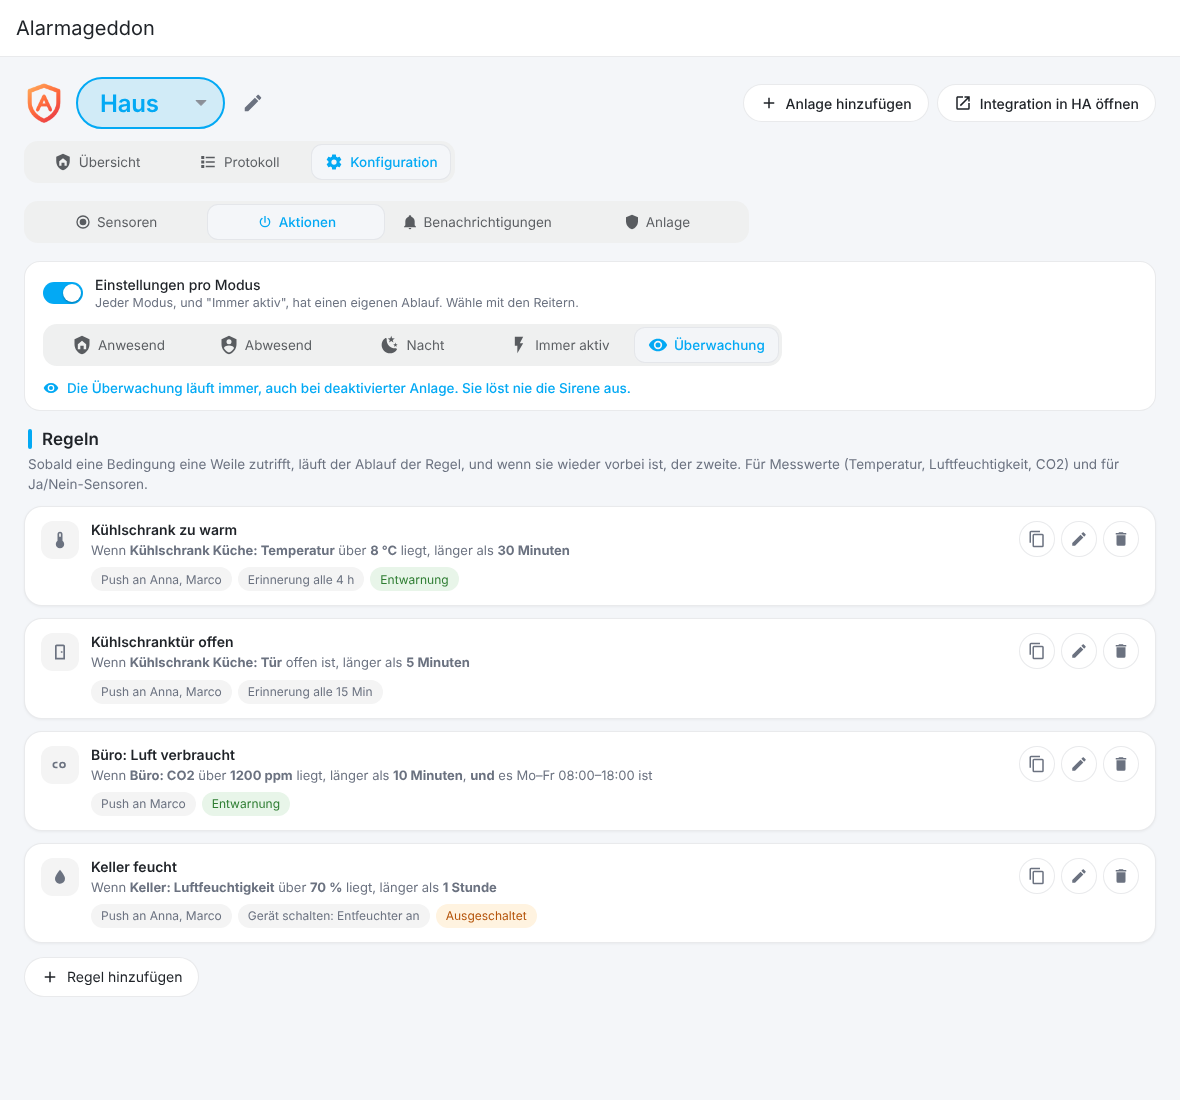 Alarmageddon
Haus
Anlage hinzufügen
Integration in HA öffnen
Übersicht
Protokoll
Konfiguration
Sensoren
Aktionen
Benachrichtigungen
Anlage
Einstellungen pro Modus
Jeder Modus, und "Immer aktiv", hat einen eigenen Ablauf. Wähle mit den Reitern.
Anwesend
Abwesend
Nacht
Immer aktiv
Überwachung
Die Überwachung läuft immer, auch bei deaktivierter Anlage. Sie löst nie die Sirene aus.
Regeln
Sobald eine Bedingung eine Weile zutrifft, läuft der Ablauf der Regel, und wenn sie wieder vorbei ist, der zweite. Für Messwerte (Temperatur, Luftfeuchtigkeit, CO2) und für
Ja/Nein-Sensoren.
Kühlschrank zu warm
Wenn Kühlschrank Küche: Temperatur über 8 °C liegt, länger als 30 Minuten
Push an Anna, Marco
Erinnerung alle 4 h
Entwarnung
Kühlschranktür offen
Wenn Kühlschrank Küche: Tür offen ist, länger als 5 Minuten
Push an Anna, Marco
Erinnerung alle 15 Min
co
Büro: Luft verbraucht
Wenn Büro: CO2 über 1200 ppm liegt, länger als 10 Minuten, und es Mo–Fr 08:00–18:00 ist
Push an Marco
Entwarnung
Keller feucht
Wenn Keller: Luftfeuchtigkeit über 70 % liegt, länger als 1 Stunde
Push an Anna, Marco
Gerät schalten: Entfeuchter an
Ausgeschaltet
Regel hinzufügen